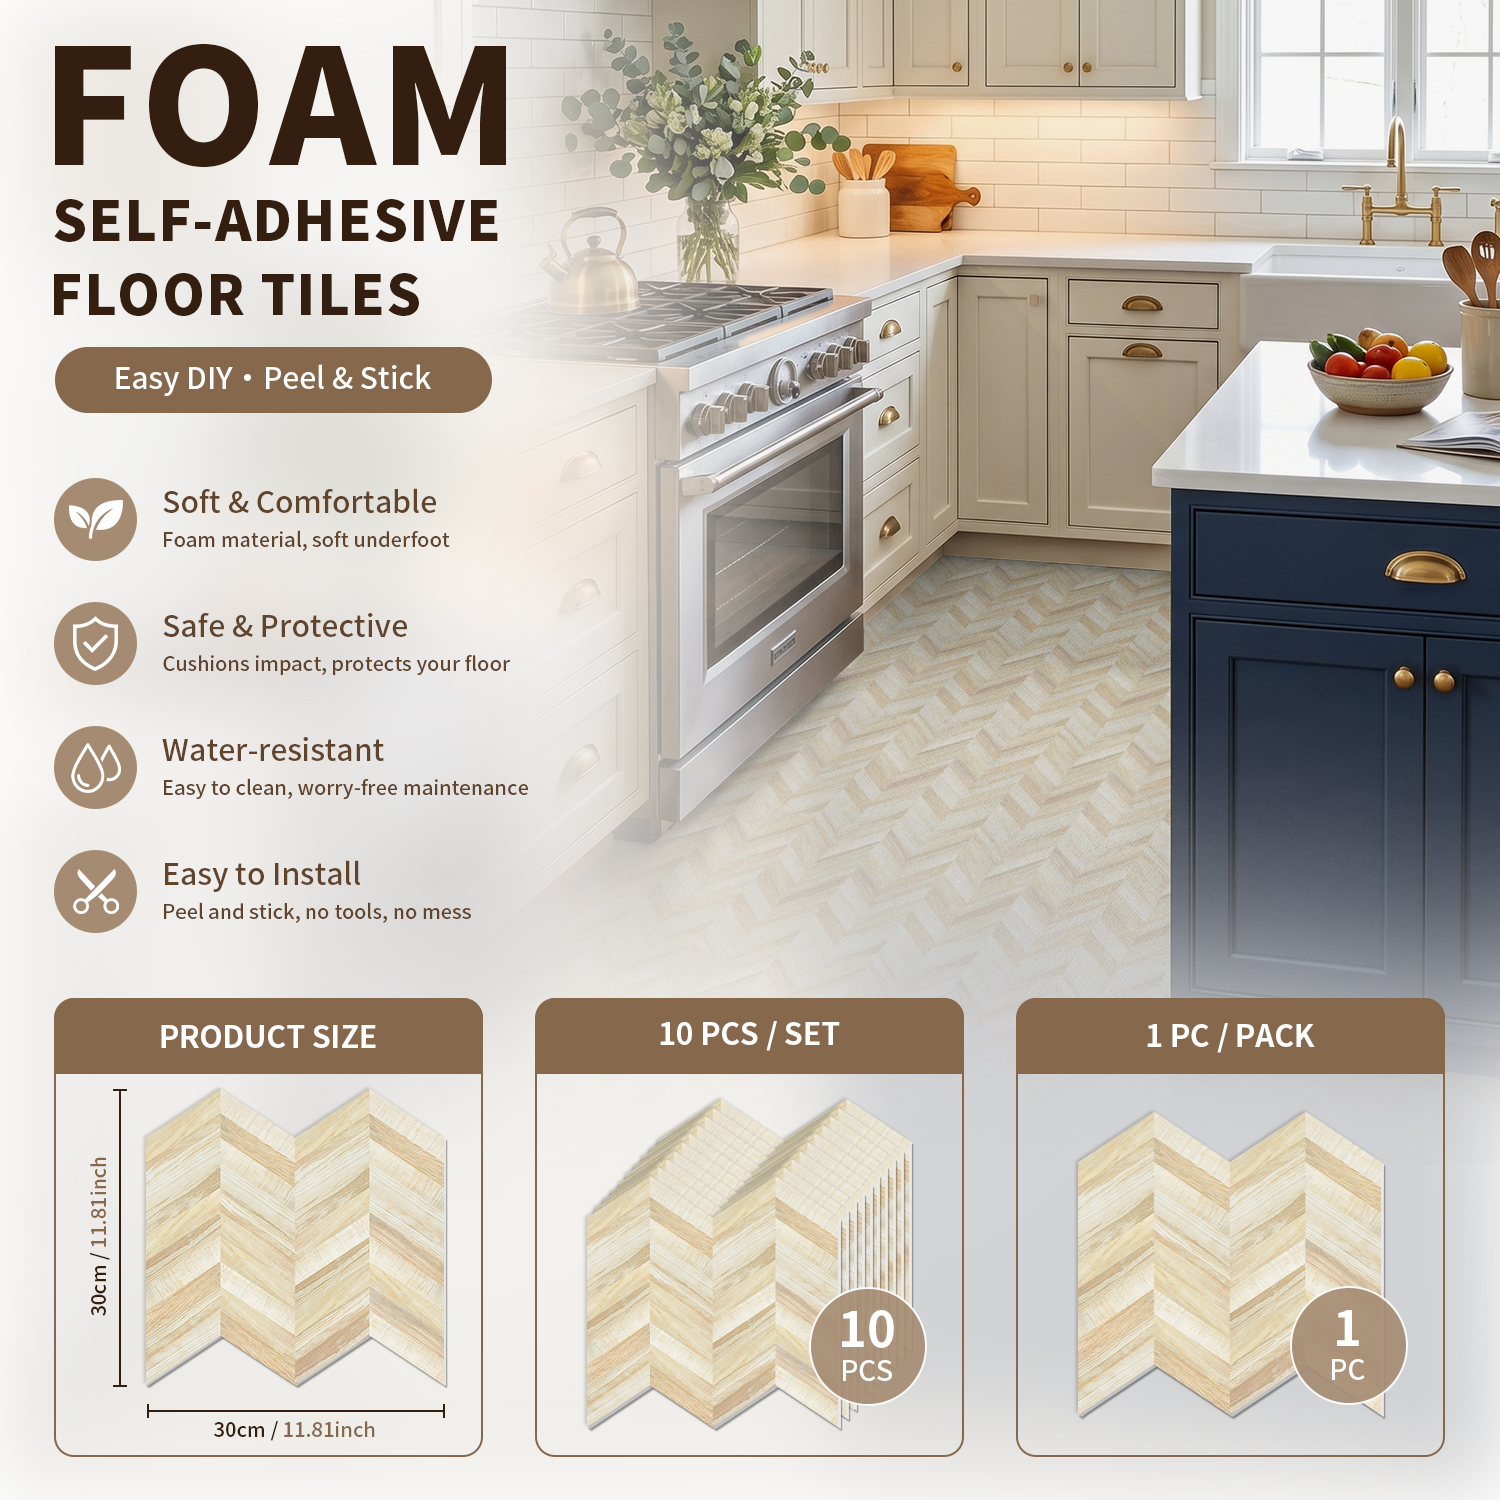 FOAM
SELF-ADHESIVE
FLOOR TILES
Easy DIY • Peel & Stick
Soft & Comfortable
Foam material, soft underfoot
Safe & Protective
Cushions impact, protects your floor
Water-resistant
Easy to clean, worry-free maintenance
Easy to Install
Peel and stick, no tools, no mess
PRODUCT SIZE
30cm / 11.81inch
30cm / 11.81inch
10 PCS / SET
10
PCS
1 PC / PACK
1
PC